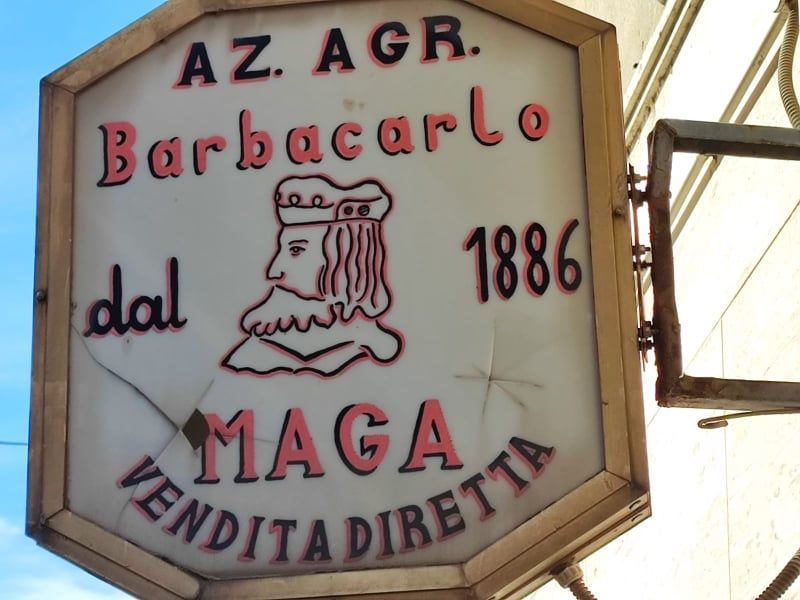 AZ. AGR.
Barbacarlo
dal 1886
MAGA
VENDITA DIRETTA